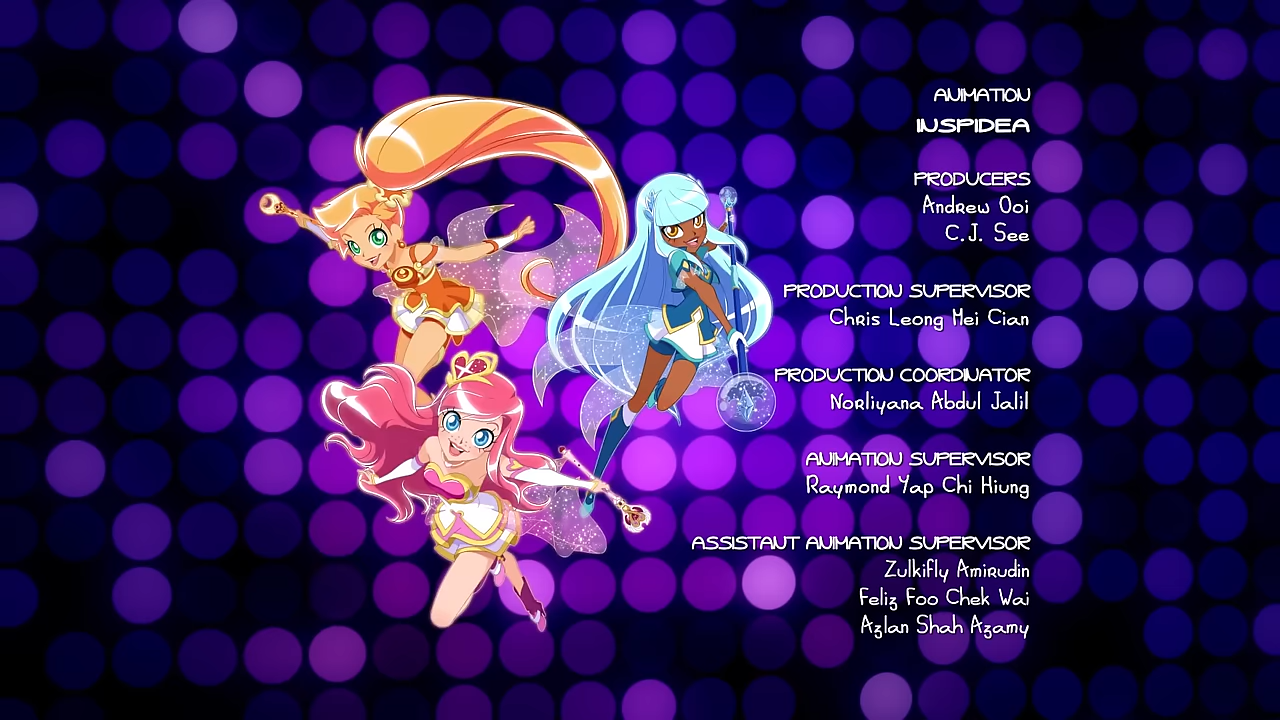 ANIMATION
INSPIDEA
PRODUCERS
Andrew Ooi
C.J. See
PRODUCTION SUPERVISOR
Chris Leong Mei Cian
PRODUCTION COORDINATOR
Norliyana Abdul Jalil
ANIMATION SUPERVISOR
Raymond Yap Chi Hiung
ASSISTANT ANIMATION SUPERVISOR
Zulkifly Amirudin
Feliz Foo Chek Wai
Azlan Shah Azamy